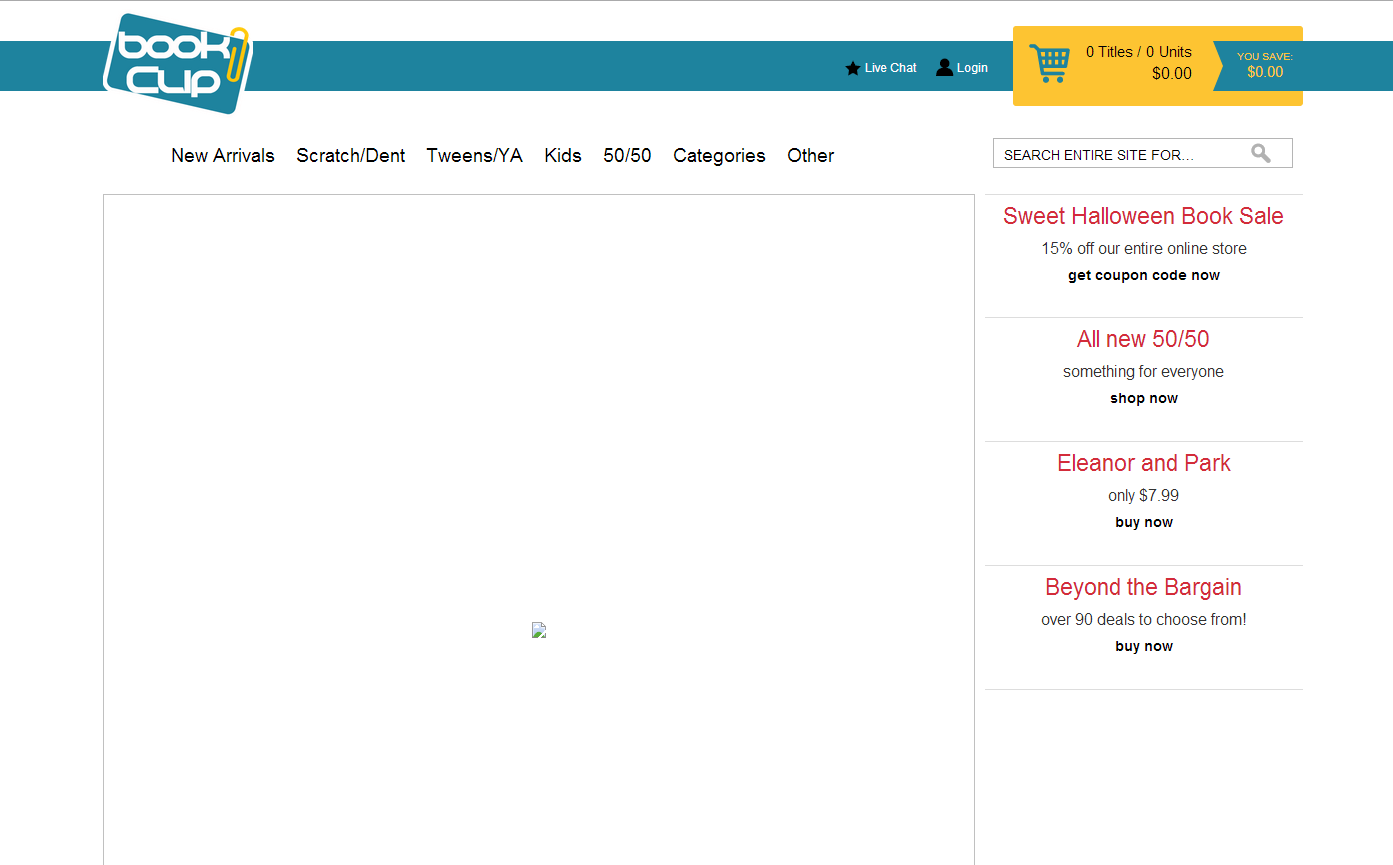 book
Clip
Live Chat
Login
0 Titles / 0 Units
$0.00
YOU SAVE:
$0.00
New Arrivals Scratch/Dent Tweens/YA Kids 50/50 Categories Other
SEARCH ENTIRE SITE FOR...
Sweet Halloween Book Sale
15% off our entire online store
get coupon code now
All new 50/50
something for everyone
shop now
Eleanor and Park
only $7.99
buy now
Beyond the Bargain
over 90 deals to choose from!
buy now